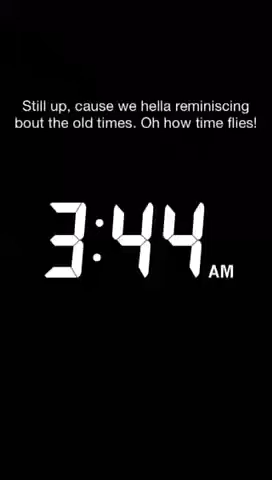 Still up, cause we hella reminiscing
bout the old times. Oh how time flies!
3:44 AM